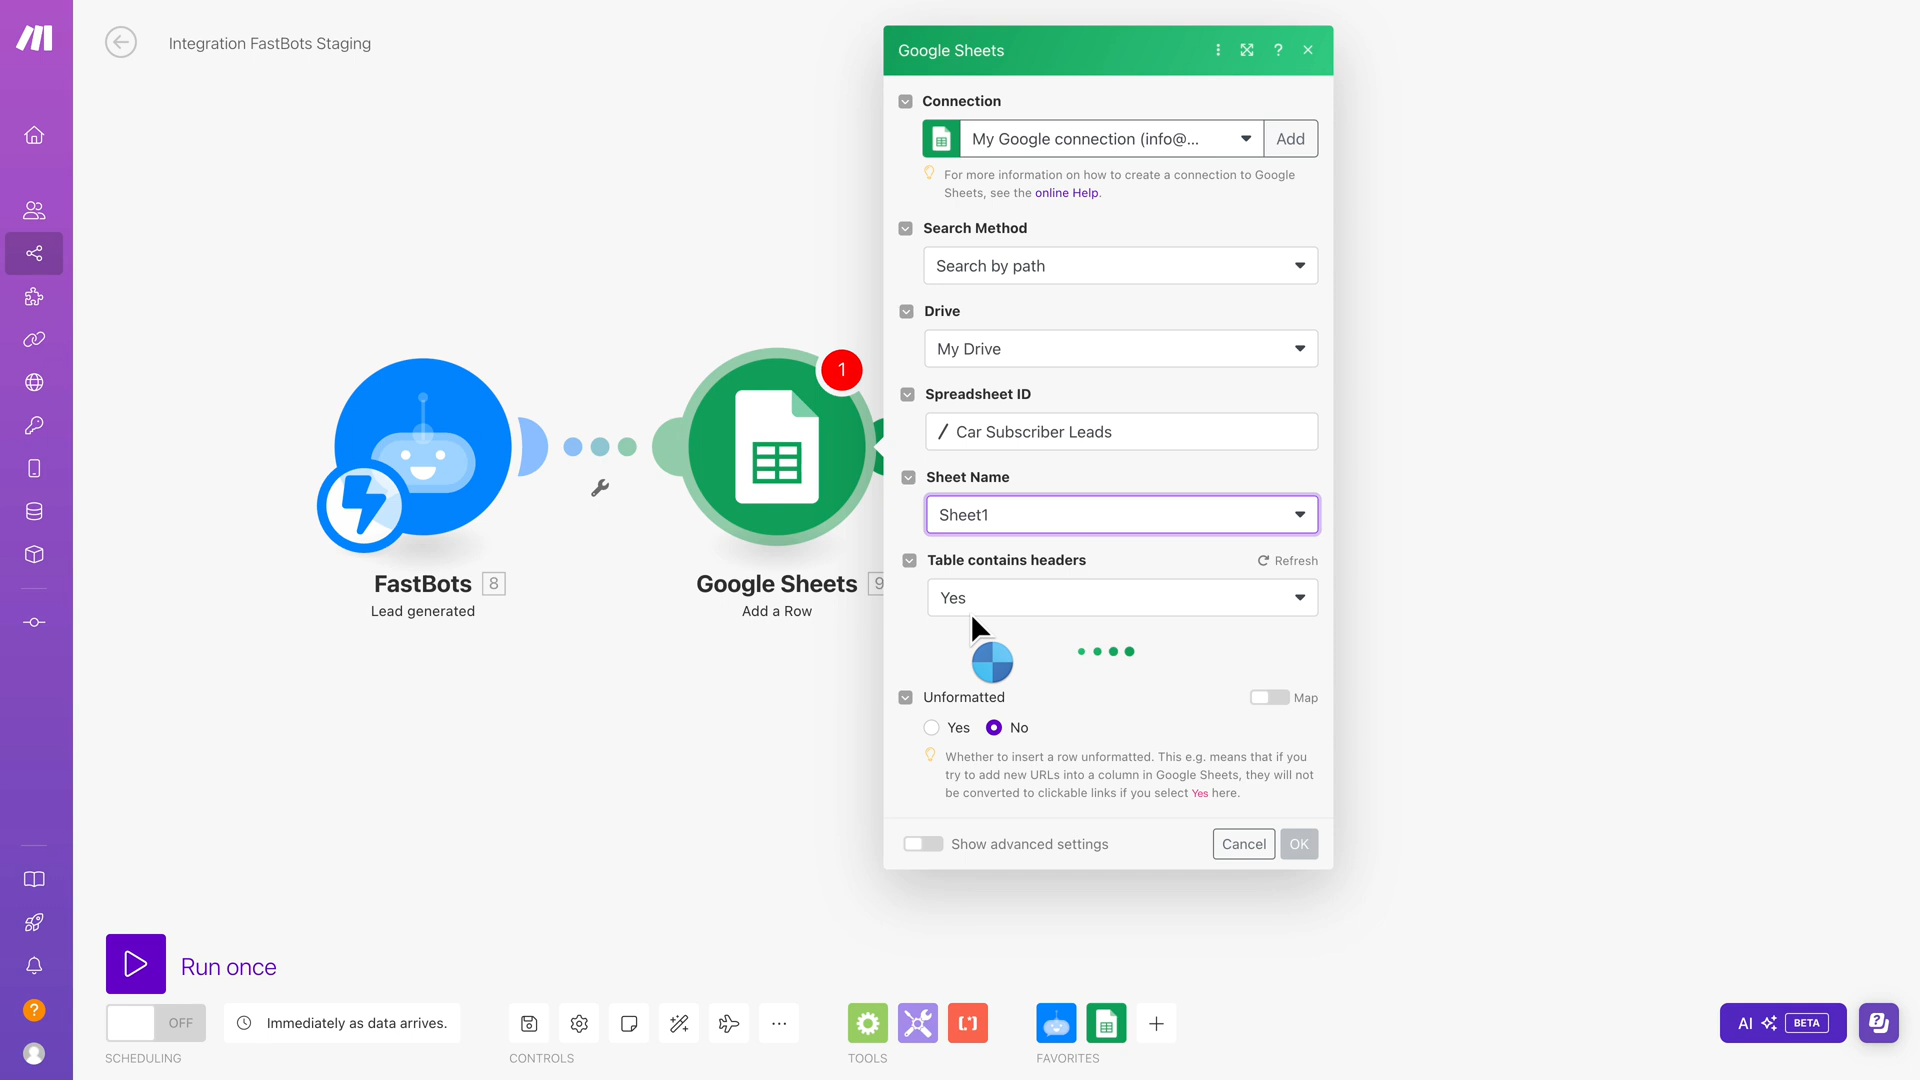 Integration FastBots Staging
Google Sheets
?
Connection
My Google connection (info@...
Add
For more information on how to create a connection to Google
Sheets, see the online Help.
Search Method
Search by path
Drive
My Drive
Spreadsheet ID
/ Car Subscriber Leads
Sheet Name
Sheet1
Table contains headers
Refresh
Yes
Unformatted
Map
Yes
No
Whether to insert a row unformatted. This e.g. means that if you
try to add new URLs into a column in Google Sheets, they will not
be converted to clickable links if you select Yes here.
Show advanced settings
Cancel
OK
1
FastBots 8
Lead generated
Google Sheets 9
Add a Row
Run once
OFF
Immediately as data arrives.
SCHEDULING
CONTROLS
TOOLS
FAVORITES
AI
BETA
?
?